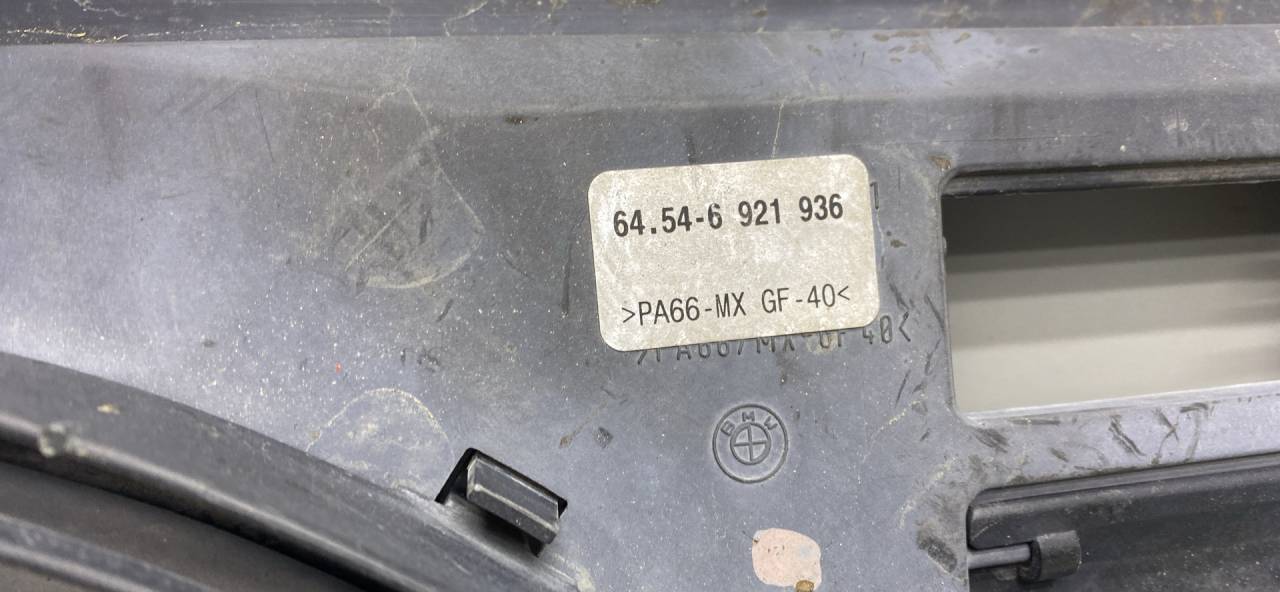 64.54-6 921 936
>PA66-MX GF-40<
>PA66/MX-GF 40<
BMW